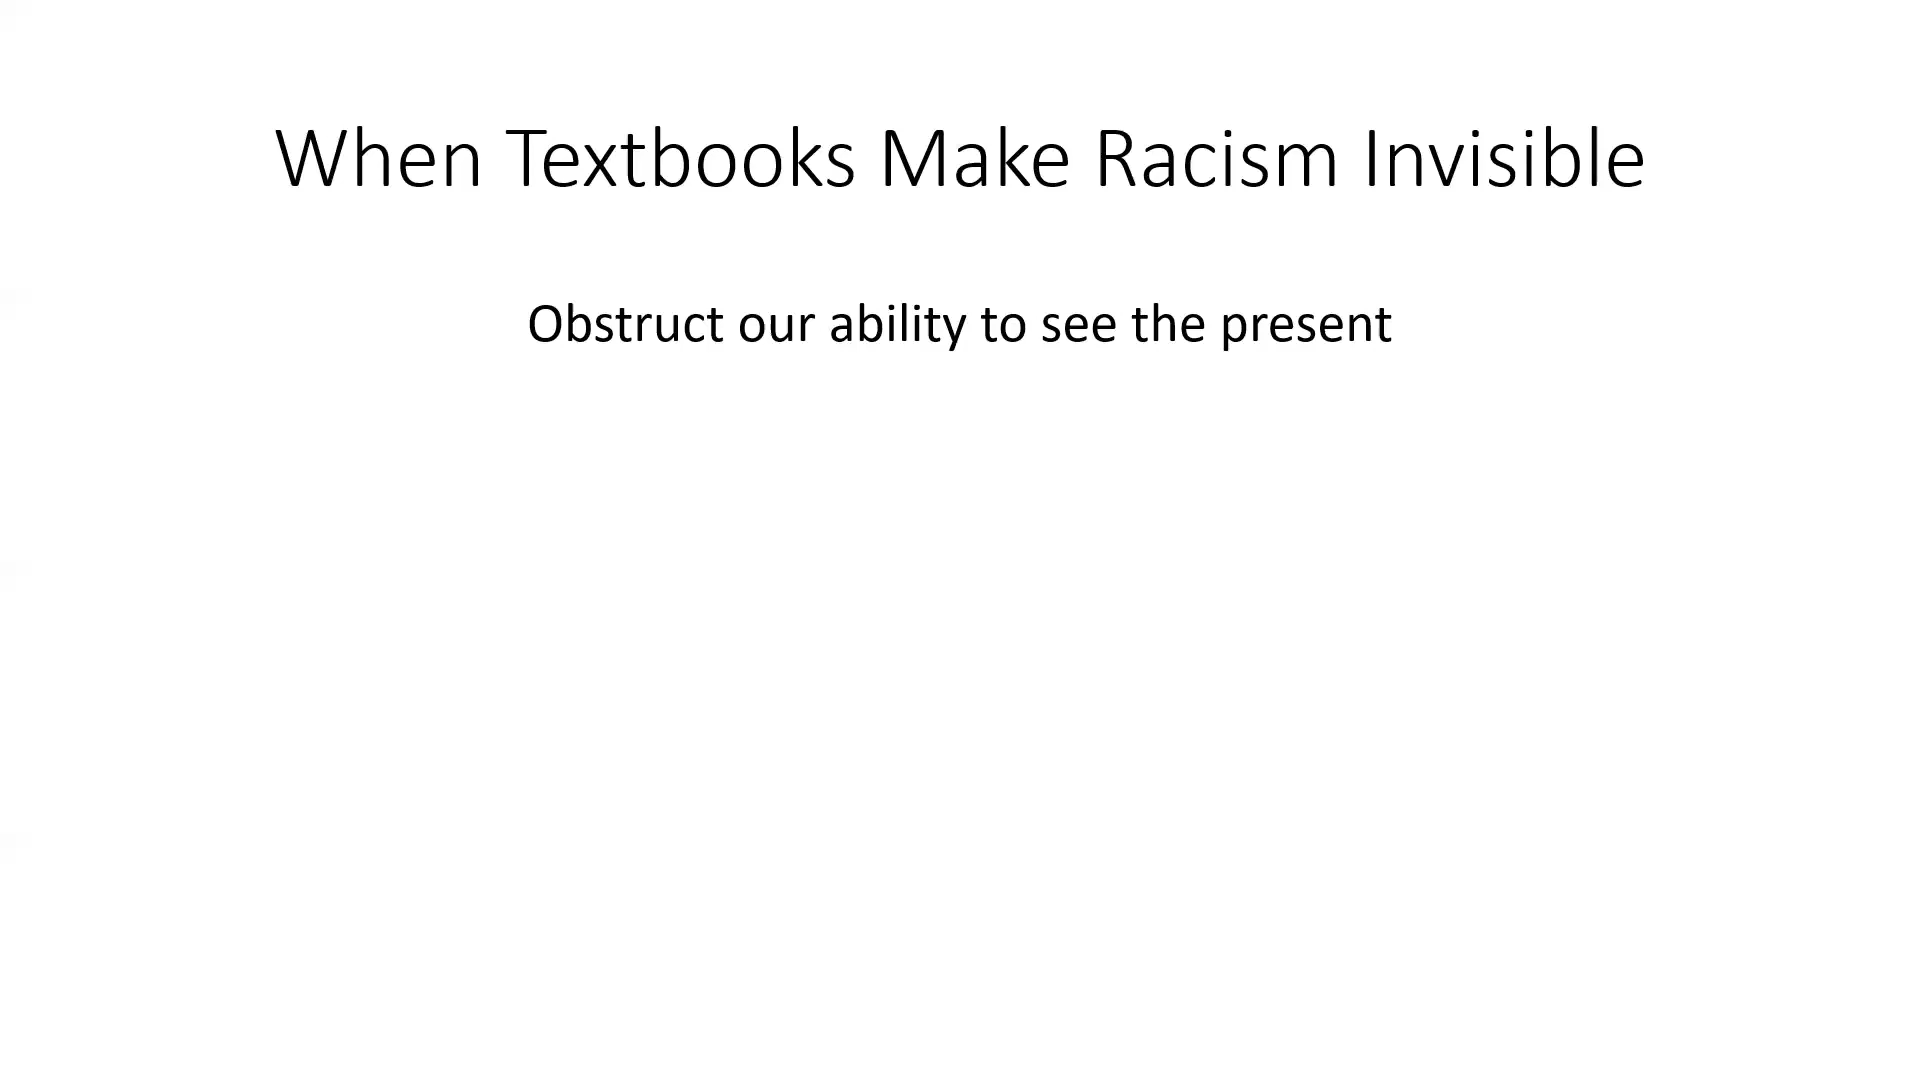 When Textbooks Make Racism Invisible
Obstruct our ability to see the present